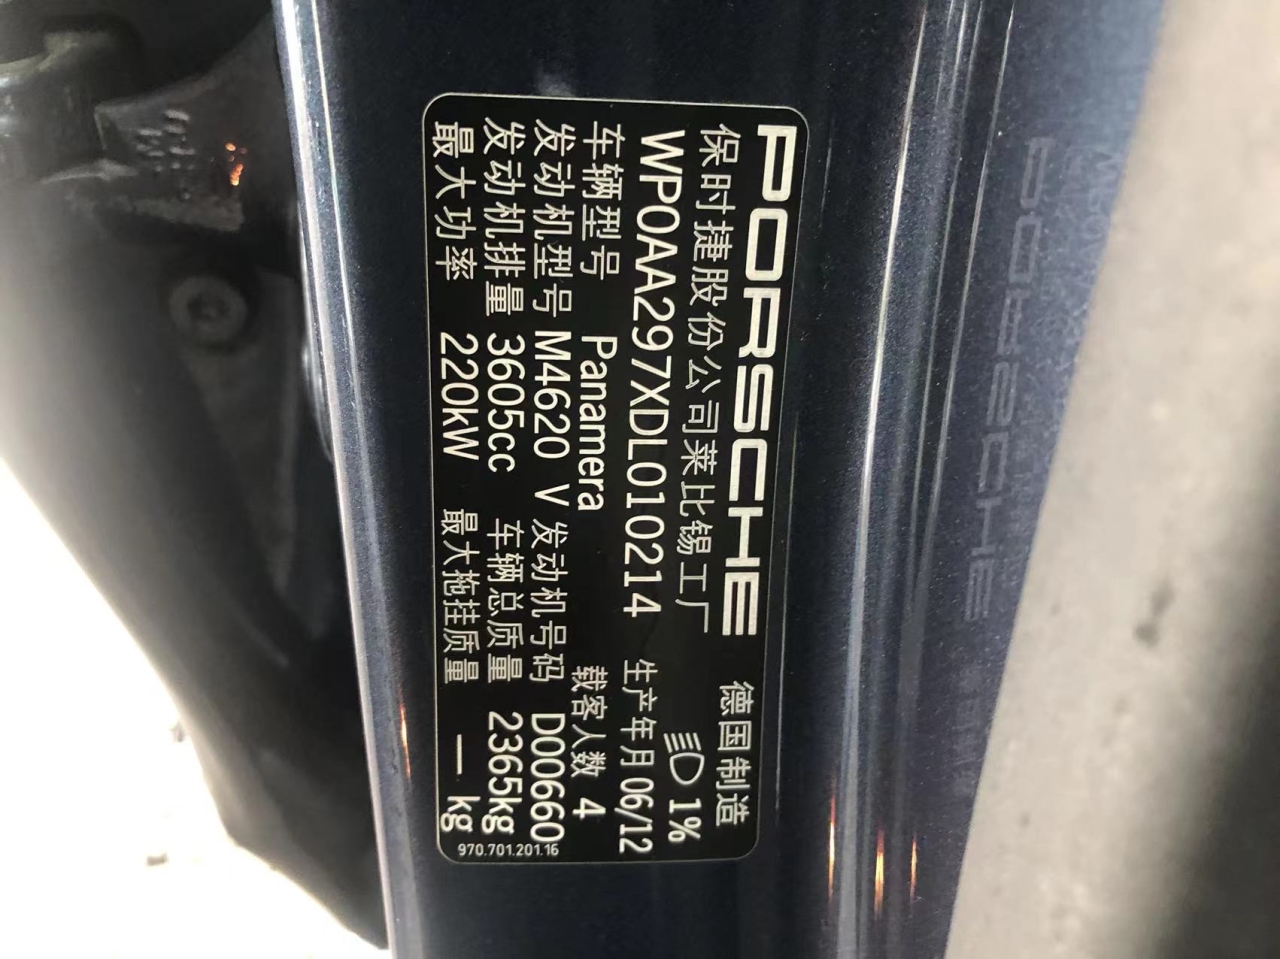 PORSCHE 德国制造
保时捷股份公司莱比锡工厂 1%
WP0AA297XDL010214 生产年月 06/12
车辆型号 Panamera 载客人数 4
发动机型号 M4620 V 发动机号码 D00660
发动机排量 3605cc 车辆总质量 2365kg
最大功率 220kW 最大拖挂质量 — kg
970.701.201.16